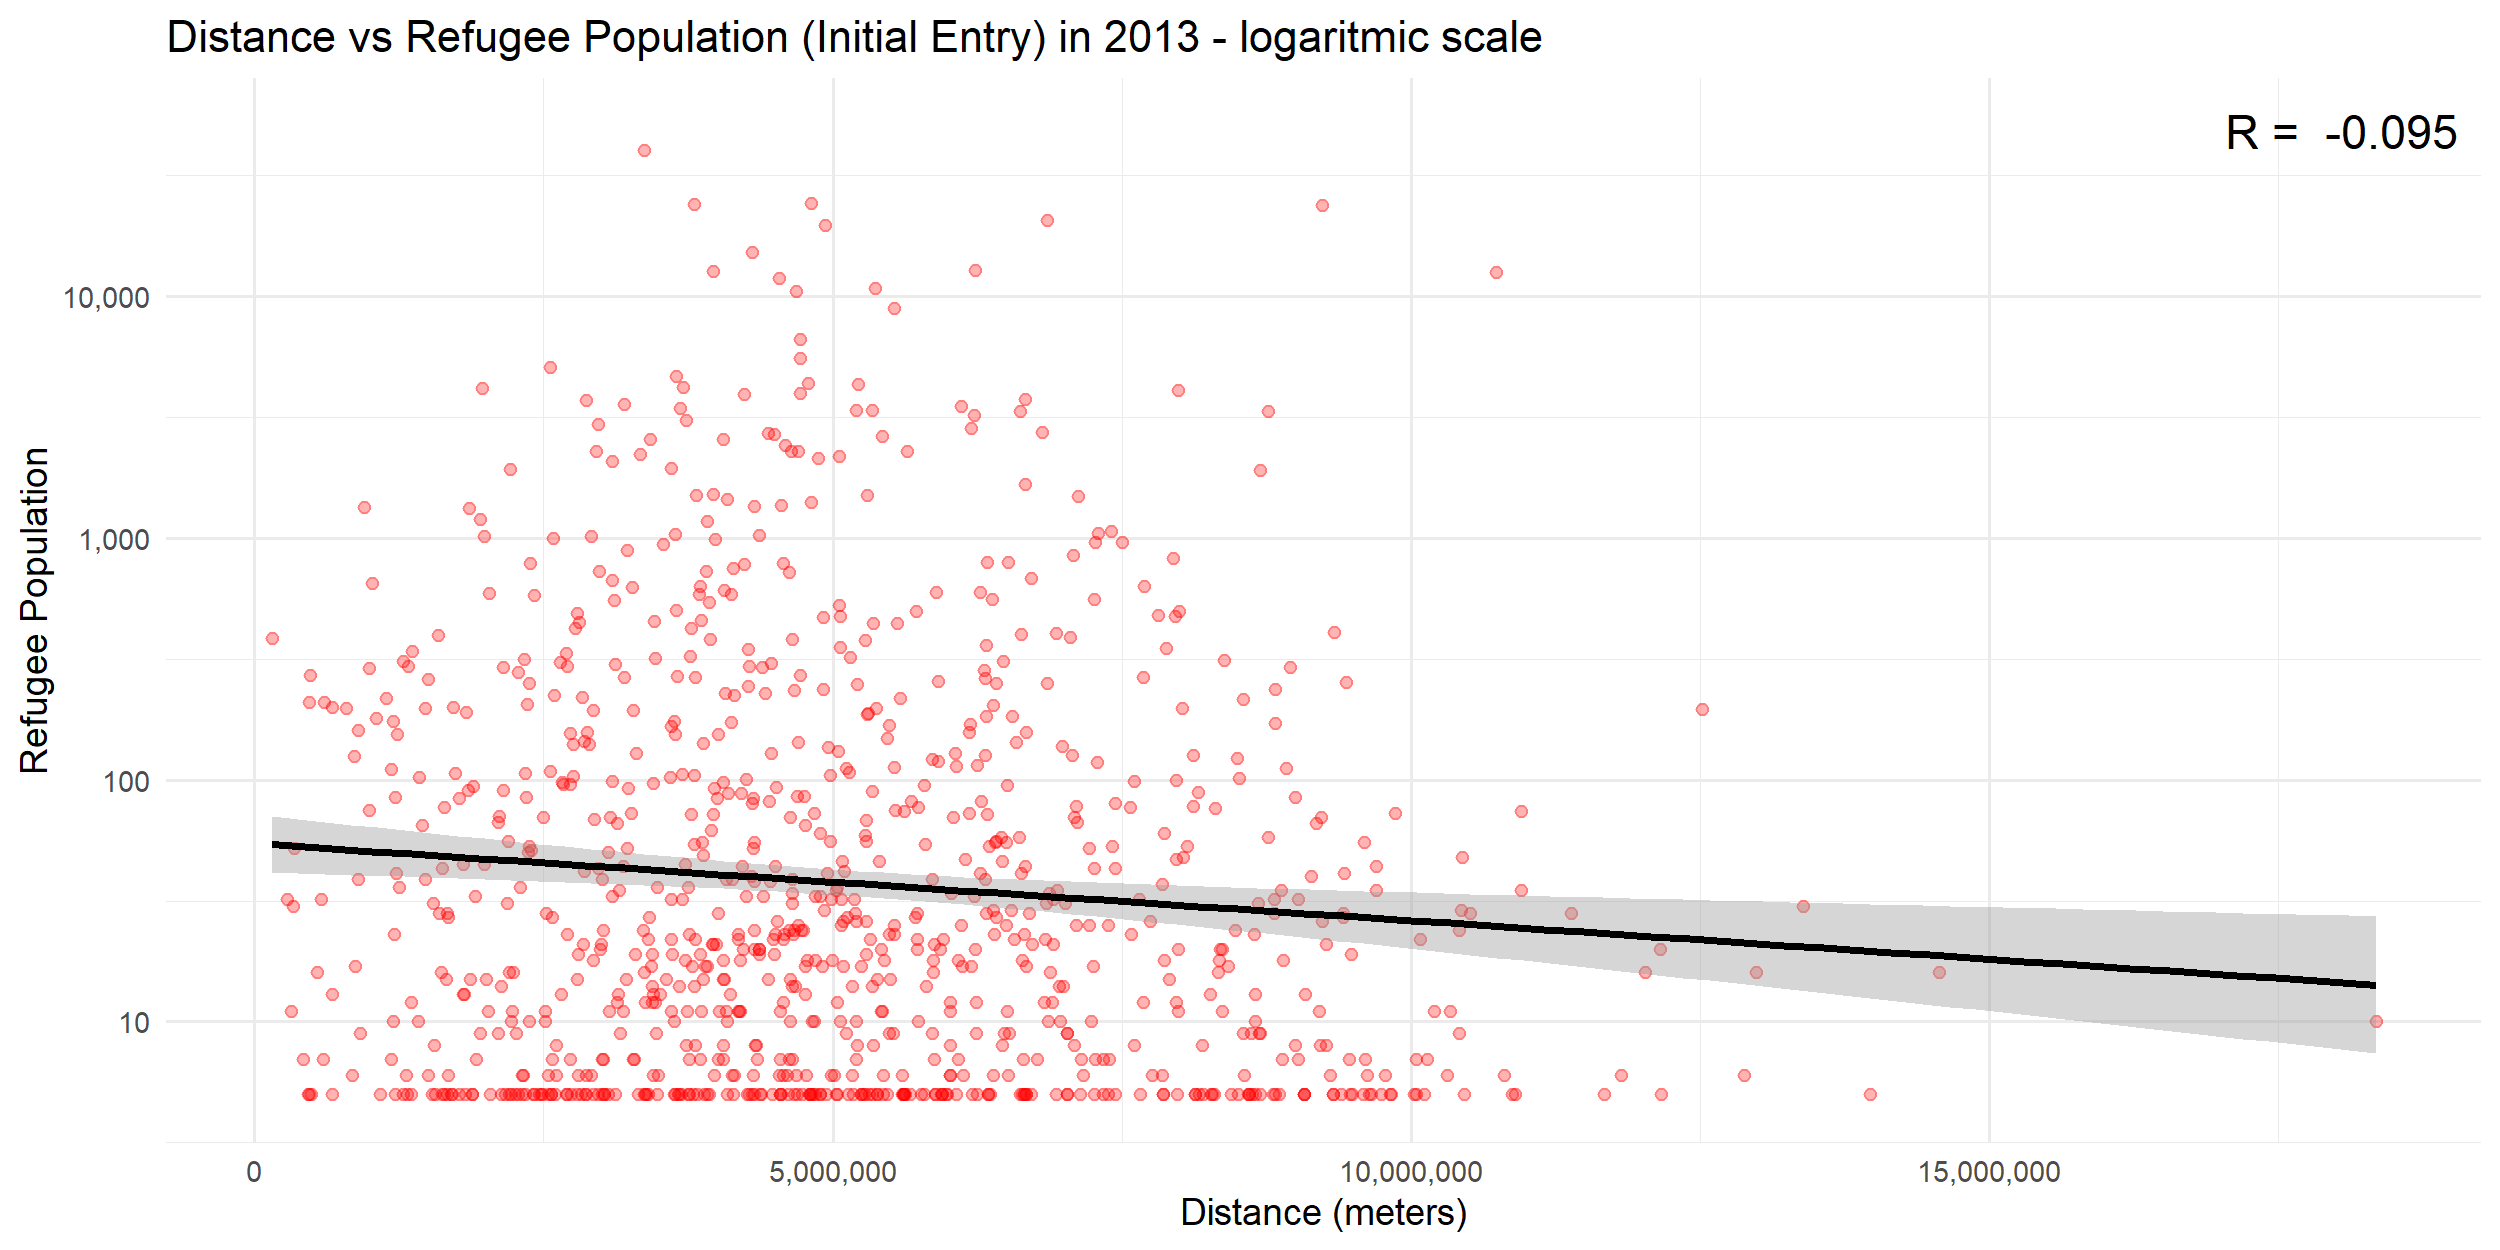 Distance vs Refugee Population (Initial Entry) in 2013 - logaritmic scale
R =  -0.095
Refugee Population
10,000
1,000
100
10
0
5,000,000
10,000,000
15,000,000
Distance (meters)